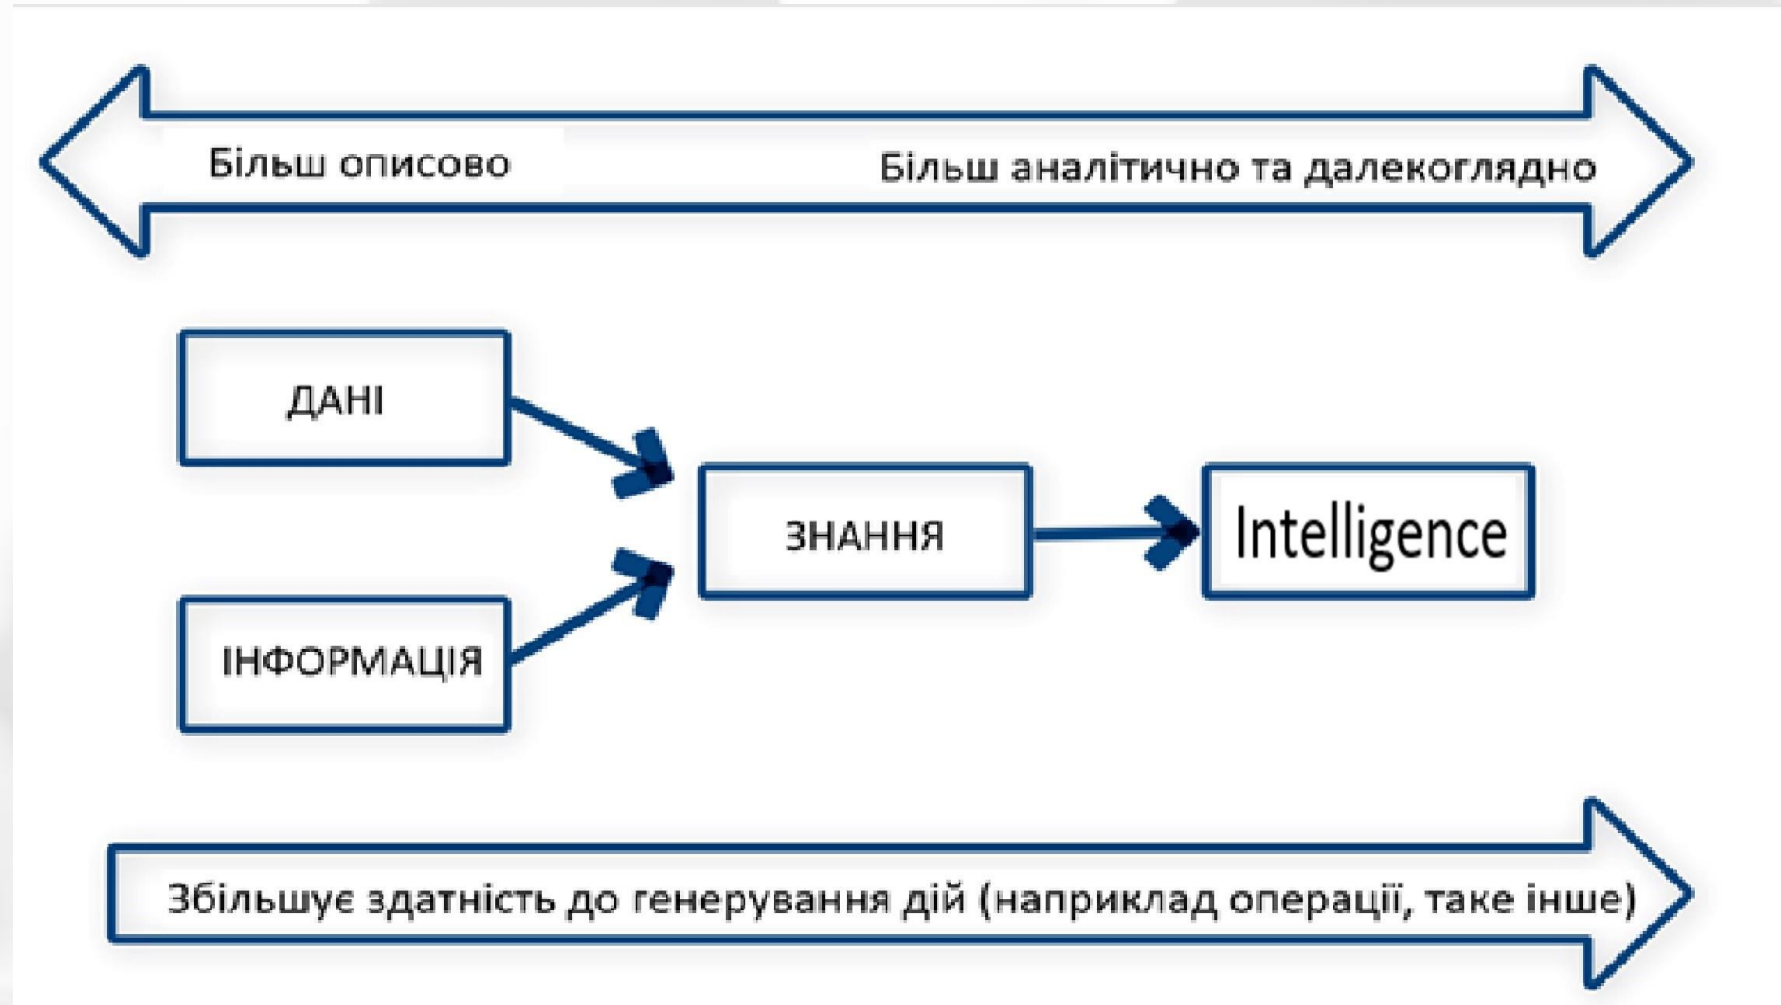 Більш описово
Більш аналітично та далекоглядно
ДАНІ
ІНФОРМАЦІЯ
ЗНАННЯ
Intelligence
Збільшує здатність до генерування дій (наприклад операції, таке інше)